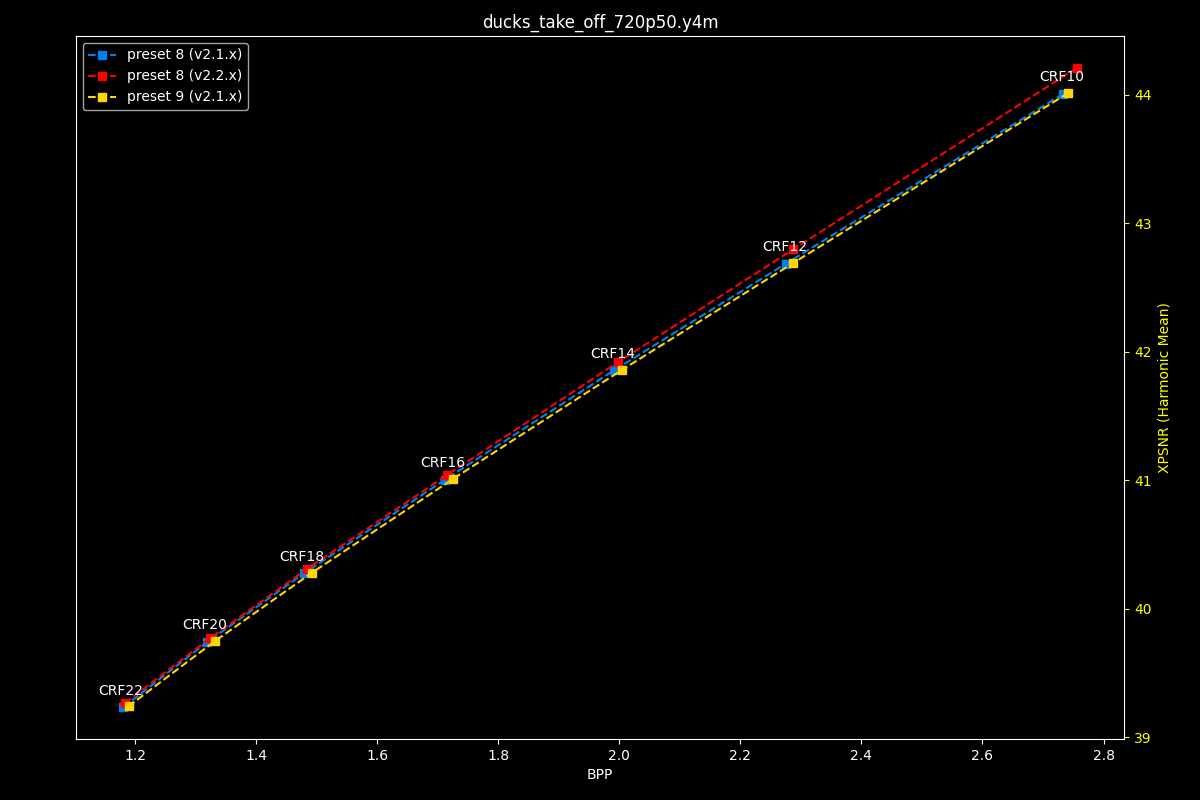 ducks_take_off_720p50.y4m
preset 8 (v2.1.x)
preset 8 (v2.2.x)
preset 9 (v2.1.x)
CRF10
CRF12
CRF14
CRF16
CRF18
CRF20
CRF22
44
43
42
41
40
39
XPSNR (Harmonic Mean)
1.2 1.4 1.6 1.8 2.0 2.2 2.4 2.6 2.8
BPP